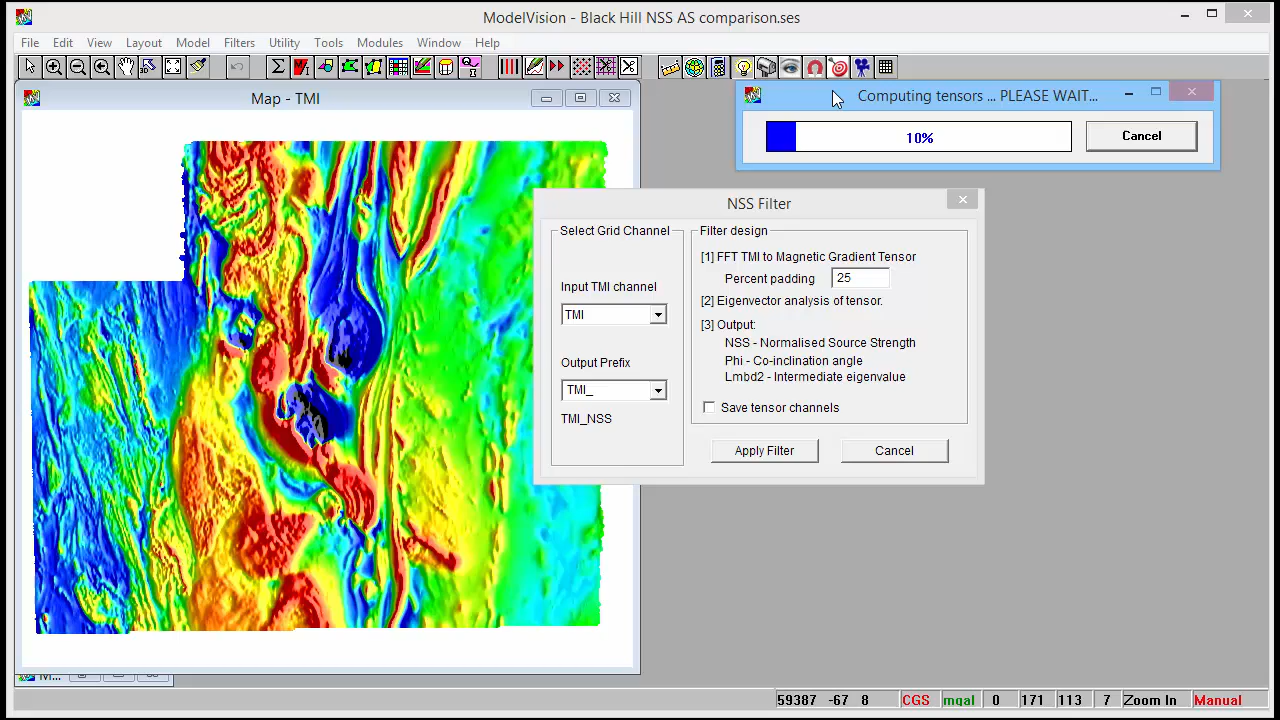 ModelVision - Black Hill NSS AS comparison.ses
File Edit View Layout Model Filters Utility Tools Modules Window Help
Map - TMI
Computing tensors ... PLEASE WAIT...
10%
Cancel
NSS Filter
Select Grid Channel
Input TMI channel
TMI
Output Prefix
TMI_
TMI_NSS
Filter design
[1] FFT TMI to Magnetic Gradient Tensor
Percent padding 25
[2] Eigenvector analysis of tensor.
[3] Output:
NSS - Normalised Source Strength
Phi - Co-inclination angle
Lmbd2 - Intermediate eigenvalue
Save tensor channels
Apply Filter Cancel
M...
59387 -67 8 CGS mgal 0 171 113 7 Zoom In Manual